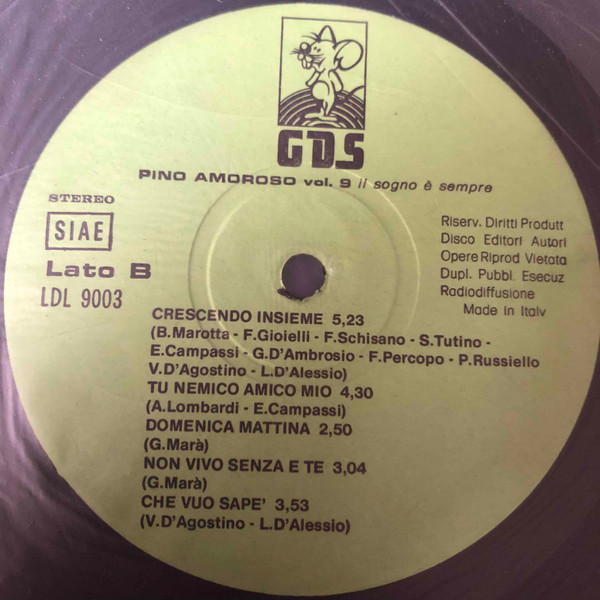 GDS
PINO AMOROSO vol. 9 il sogno è sempre
STEREO
SIAE
Lato B
LDL 9003
Riserv. Diritti Produtt
Disco Editori Autori
Opere Riprod Vietata
Dupl. Pubbl. Esecuz
Radiodiffusione
Made in Italy
CRESCENDO INSIEME 5,23
(B.Marotta - F.Gioielli - F.Schisano - S.Tutino -
E.Campassi - G.D'Ambrosio - F.Percopo - P.Russiello
V.D'Agostino - L.D'Alessio)
TU NEMICO AMICO MIO 4,30
(A.Lombardi - E.Campassi)
DOMENICA MATTINA 2,50
(G.Marà)
NON VIVO SENZA E TE 3,04
(G.Marà)
CHE VUO SAPE' 3,53
(V.D'Agostino - L.D'Alessio)